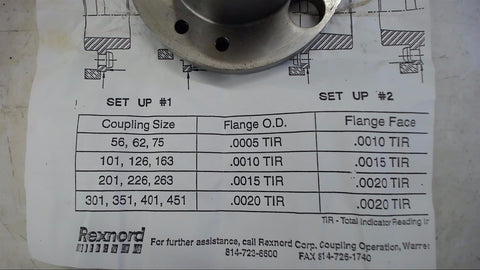 SET UP #1 SET UP #2
Coupling Size Flange O.D. Flange Face
56, 62, 75 .0005 TIR .0010 TIR
101, 126, 163 .0010 TIR .0015 TIR
201, 226, 263 .0015 TIR .0020 TIR
301, 351, 401, 451 .0020 TIR .0020 TIR
TIR - Total Indicator Reading
Rexnord
For further assistance, call Rexnord Corp. Coupling Operation,
814-723-6600 FAX 814-726-1740